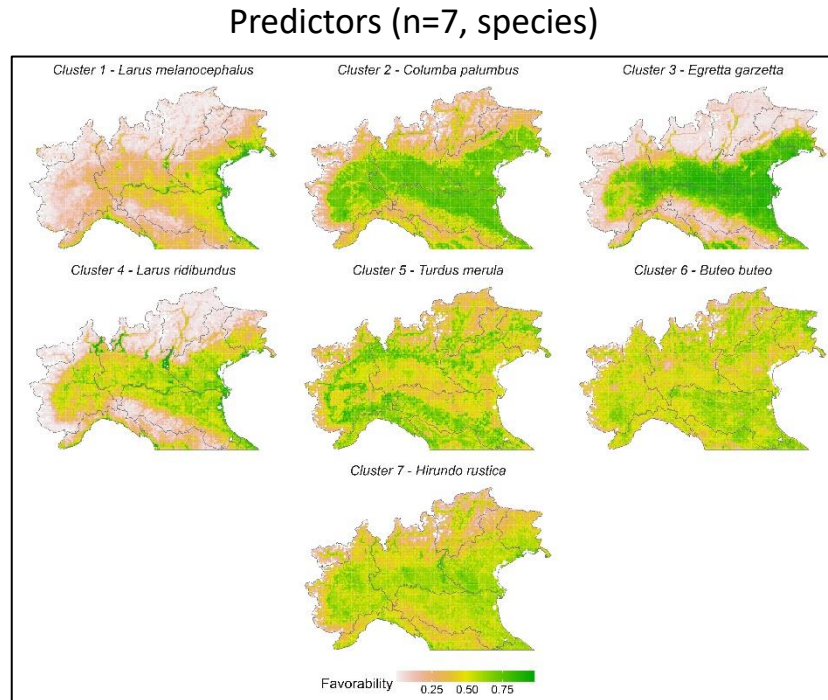 Predictors (n=7, species)
Cluster 1 - Larus melanocephalus
Cluster 2 - Columba palumbus
Cluster 3 - Egretta garzetta
Cluster 4 - Larus ridibundus
Cluster 5 - Turdus merula
Cluster 6 - Buteo buteo
Cluster 7 - Hirundo rustica
Favorability
0.25 0.50 0.75